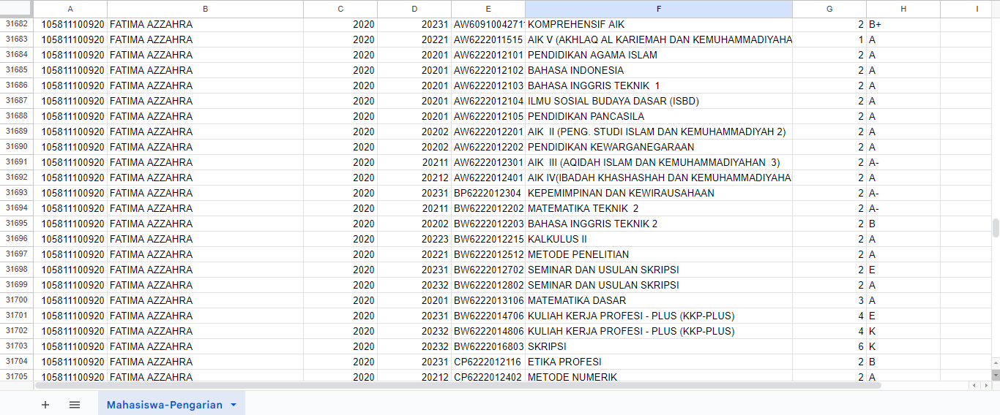 A B C D E F G H I
31682 105811100920 FATIMA AZZAHRA 2020 20231 AW60910042711 KOMPREHENSIF AIK 2 B+
31683 105811100920 FATIMA AZZAHRA 2020 20221 AW6222011515 AIK V (AKHLAQ AL KARIEMAH DAN KEMUHAMMADIYAHA 1 A
31684 105811100920 FATIMA AZZAHRA 2020 20201 AW6222012101 PENDIDIKAN AGAMA ISLAM 2 A
31685 105811100920 FATIMA AZZAHRA 2020 20201 AW6222012102 BAHASA INDONESIA 2 A
31686 105811100920 FATIMA AZZAHRA 2020 20201 AW6222012103 BAHASA INGGRIS TEKNIK 1 2 A
31687 105811100920 FATIMA AZZAHRA 2020 20201 AW6222012104 ILMU SOSIAL BUDAYA DASAR (ISBD) 2 A
31688 105811100920 FATIMA AZZAHRA 2020 20201 AW6222012105 PENDIDIKAN PANCASILA 2 A
31689 105811100920 FATIMA AZZAHRA 2020 20202 AW6222012201 AIK II (PENG. STUDI ISLAM DAN KEMUHAMMADIYAH 2) 2 A
31690 105811100920 FATIMA AZZAHRA 2020 20202 AW6222012202 PENDIDIKAN KEWARGANEGARAAN 2 A
31691 105811100920 FATIMA AZZAHRA 2020 20211 AW6222012301 AIK III (AQIDAH ISLAM DAN KEMUHAMMADIYAHAN 3) 2 A-
31692 105811100920 FATIMA AZZAHRA 2020 20212 AW6222012401 AIK IV(IBADAH KHASHASHAH DAN KEMUHAMMADIYAHA 2 A
31693 105811100920 FATIMA AZZAHRA 2020 20231 BP6222012304 KEPEMIMPINAN DAN KEWIRAUSAHAAN 2 A-
31694 105811100920 FATIMA AZZAHRA 2020 20211 BW6222012202 MATEMATIKA TEKNIK 2 2 A-
31695 105811100920 FATIMA AZZAHRA 2020 20202 BW6222012203 BAHASA INGGRIS TEKNIK 2 2 B
31696 105811100920 FATIMA AZZAHRA 2020 20223 BW6222012215 KALKULUS II 2 A
31697 105811100920 FATIMA AZZAHRA 2020 20221 BW6222012512 METODE PENELITIAN 2 A
31698 105811100920 FATIMA AZZAHRA 2020 20231 BW6222012702 SEMINAR DAN USULAN SKRIPSI 2 E
31699 105811100920 FATIMA AZZAHRA 2020 20232 BW6222012802 SEMINAR DAN USULAN SKRIPSI 2 A
31700 105811100920 FATIMA AZZAHRA 2020 20201 BW6222013106 MATEMATIKA DASAR 3 A
31701 105811100920 FATIMA AZZAHRA 2020 20231 BW6222014706 KULIAH KERJA PROFESI - PLUS (KKP-PLUS) 4 E
31702 105811100920 FATIMA AZZAHRA 2020 20232 BW6222014806 KULIAH KERJA PROFESI - PLUS (KKP-PLUS) 4 K
31703 105811100920 FATIMA AZZAHRA 2020 20232 BW6222016803 SKRIPSI 6 K
31704 105811100920 FATIMA AZZAHRA 2020 20231 CP6222012116 ETIKA PROFESI 2 B
31705 105811100920 FATIMA AZZAHRA 2020 20212 CP6222012402 METODE NUMERIK 2 A
Mahasiswa-Pengarian